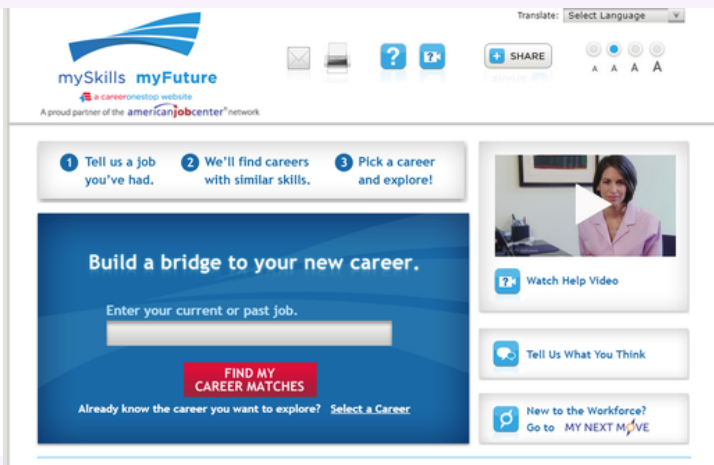 Translate: Select Language
SHARE
A A A A
mySkills myFuture
a careeronestop website
A proud partner of the americanjobcenter® network
1 Tell us a job
you've had.
2 We'll find careers
with similar skills.
3 Pick a career
and explore!
Build a bridge to your new career.
Enter your current or past job.
FIND MY
CAREER MATCHES
Already know the career you want to explore? Select a Career
Watch Help Video
Tell Us What You Think
New to the Workforce?
Go to MY NEXT MOVE